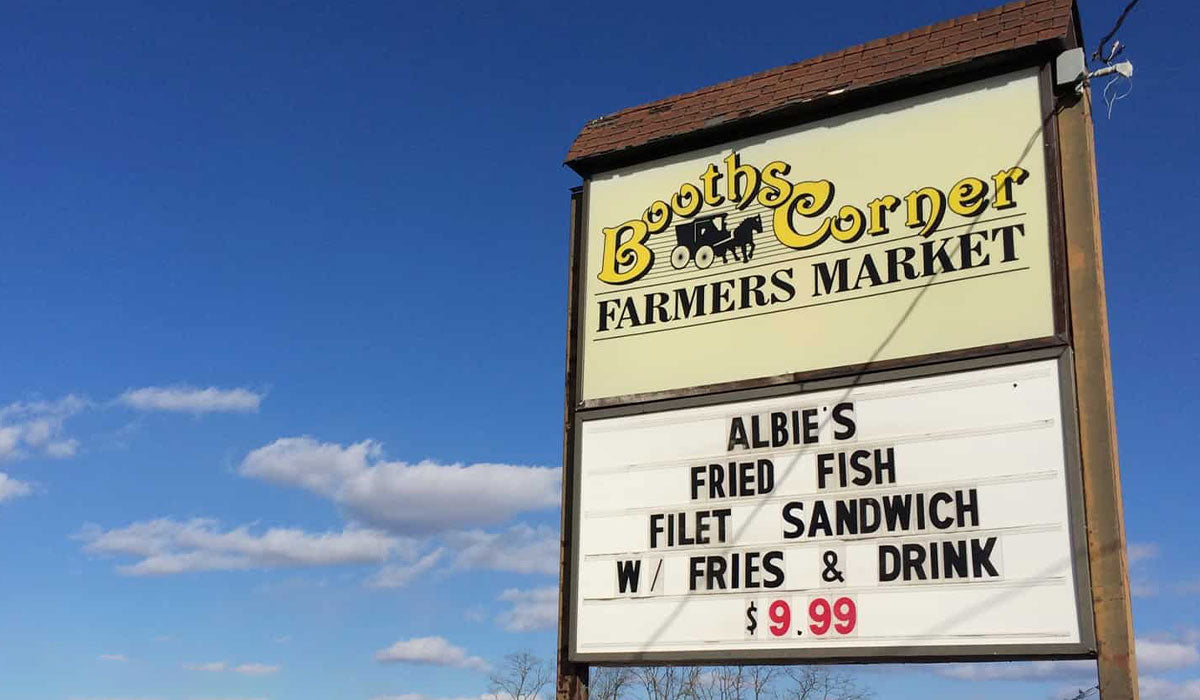 Booths Corner
FARMERS MARKET
ALBIE'S
FRIED FISH
FILET SANDWICH
W/ FRIES & DRINK
$9.99